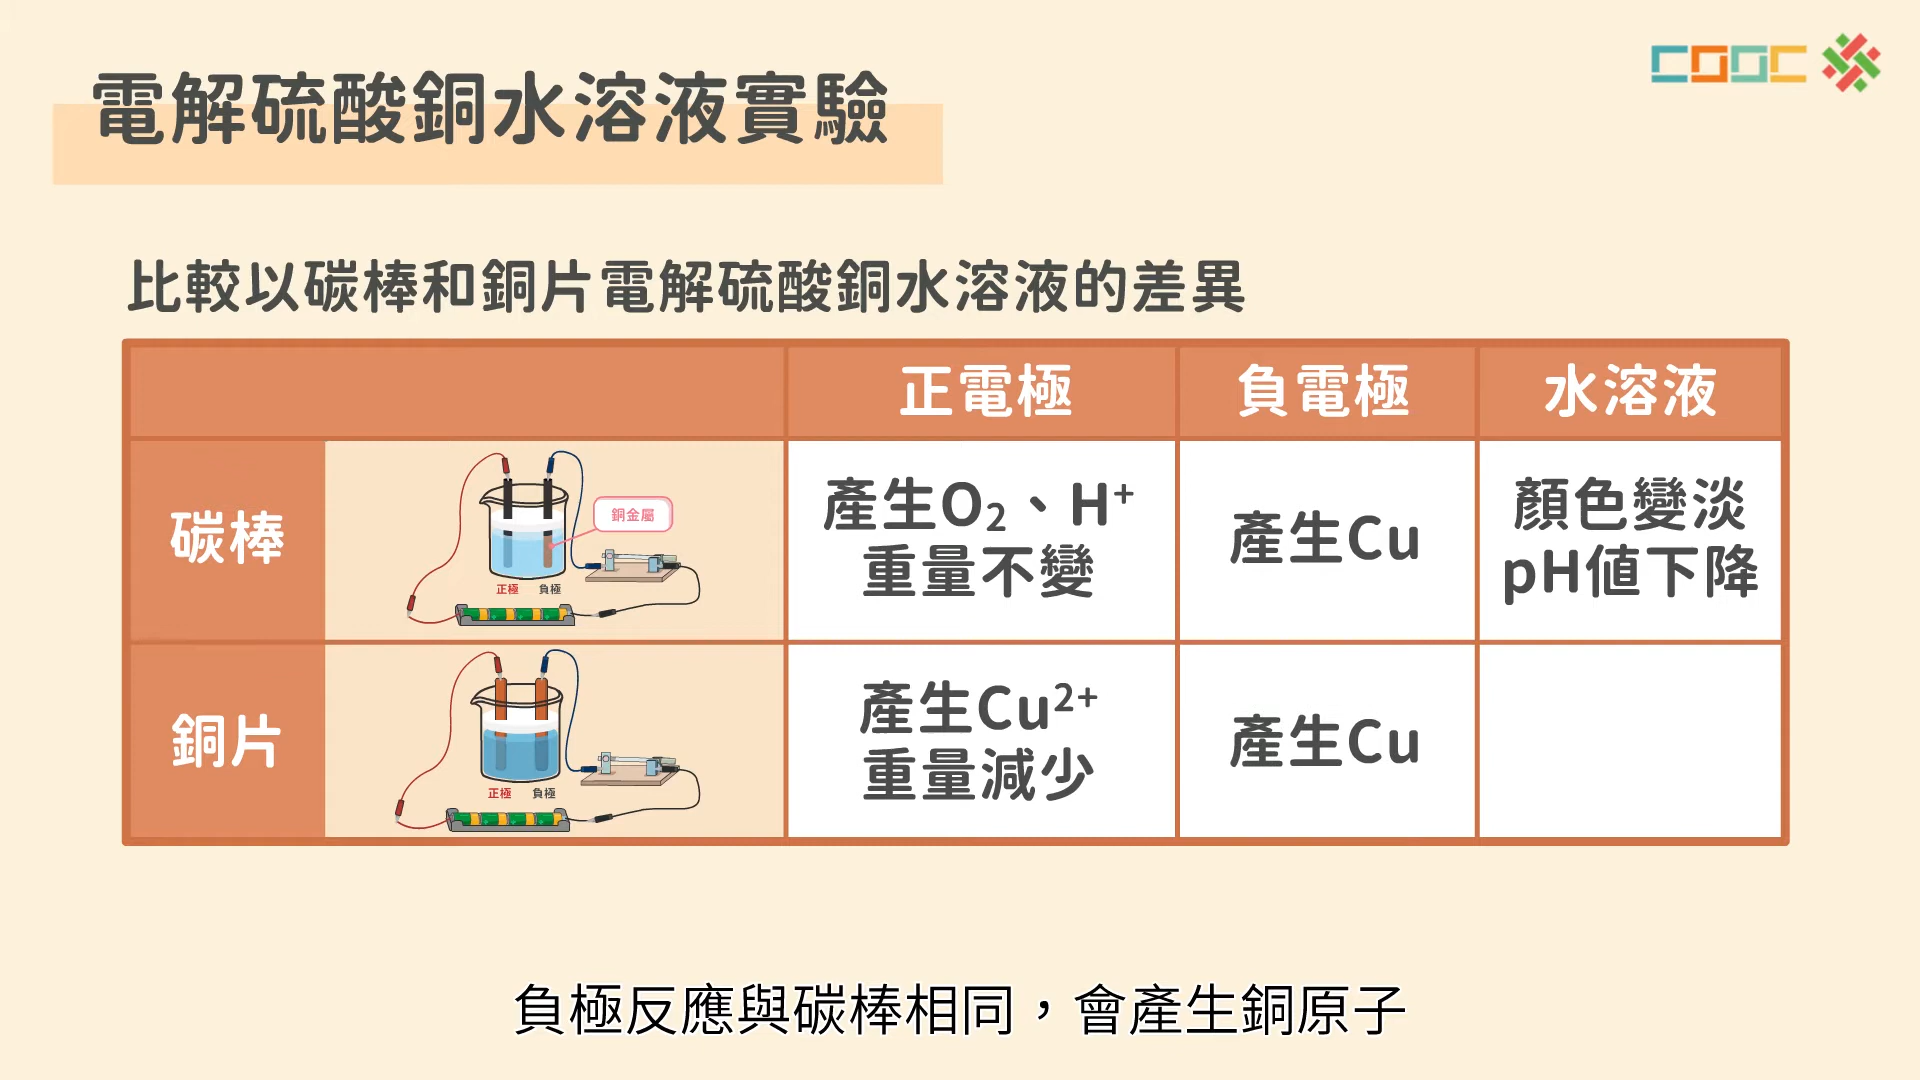 電解硫酸銅水溶液實驗
COOC
比較以碳棒和銅片電解硫酸銅水溶液的差異
正電極 負電極 水溶液
碳棒
銅金屬
正極 負極
產生O₂、H⁺
重量不變
產生Cu
顏色變淡
pH值下降
銅片
正極 負極
產生Cu²⁺
重量減少
產生Cu
負極反應與碳棒相同，會產生銅原子